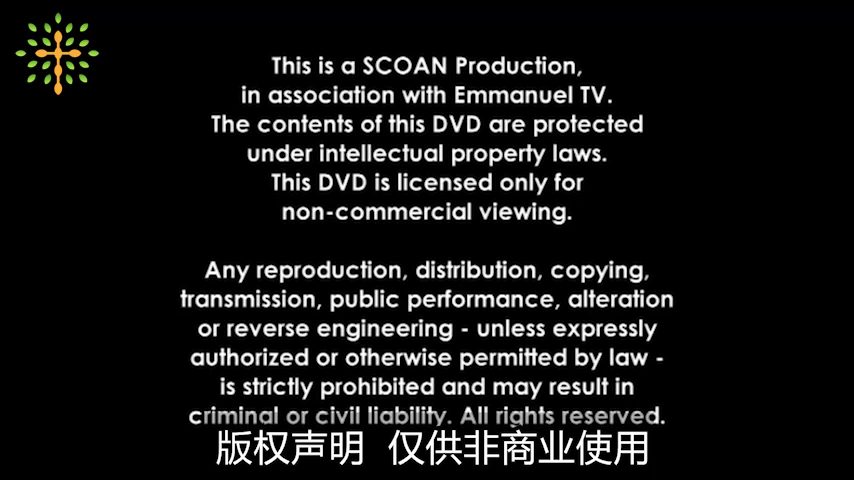 This is a SCOAN Production,
in association with Emmanuel TV.
The contents of this DVD are protected
under intellectual property laws.
This DVD is licensed only for
non-commercial viewing.
Any reproduction, distribution, copying,
transmission, public performance, alteration
or reverse engineering - unless expressly
authorized or otherwise permitted by law -
is strictly prohibited and may result in
criminal or civil liability. All rights reserved.
版权声明 仅供非商业使用